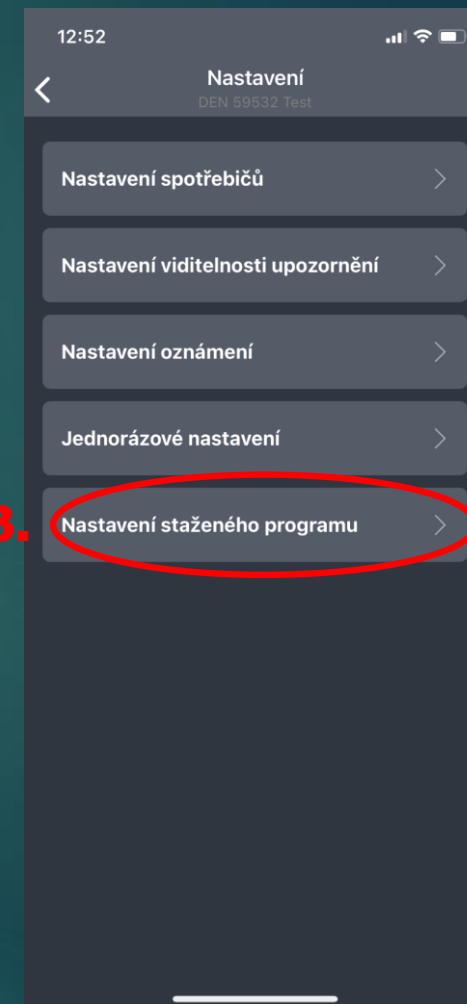 12:52
Nastavení
DEN 59532 Test
Nastavení spotřebičů
Nastavení viditelnosti upozornění
Nastavení oznámení
Jednorázové nastavení
3.
Nastavení staženého programu